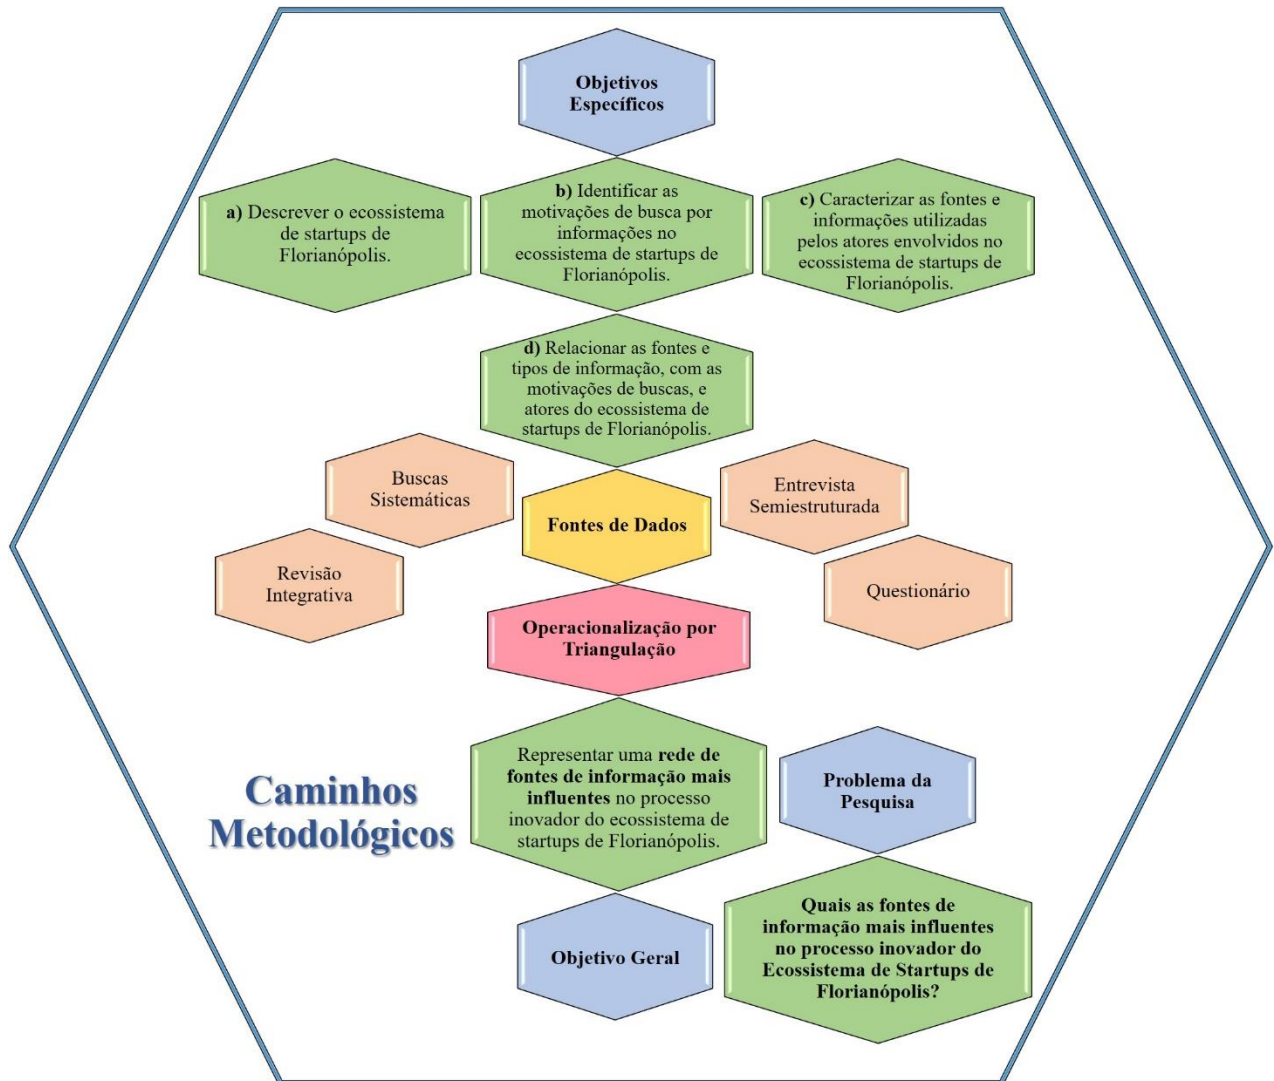 Objetivos
Específicos
a) Descrever o ecossistema
de startups de
Florianópolis.
b) Identificar as
motivações de busca por
informações no
ecossistema de startups de
Florianópolis.
c) Caracterizar as fontes e
informações utilizadas
pelos atores envolvidos no
ecossistema de startups de
Florianópolis.
d) Relacionar as fontes e
tipos de informação, com as
motivações de buscas, e
atores do ecossistema de
startups de Florianópolis.
Buscas
Sistemáticas
Revisão
Integrativa
Fontes de Dados
Entrevista
Semiestruturada
Questionário
Operacionalização por
Triangulação
Caminhos
Metodológicos
Representar uma rede de
fontes de informação mais
influentes no processo
inovador do ecossistema de
startups de Florianópolis.
Objetivo Geral
Problema da
Pesquisa
Quais as fontes de
informação mais influentes
no processo inovador do
Ecossistema de Startups de
Florianópolis?